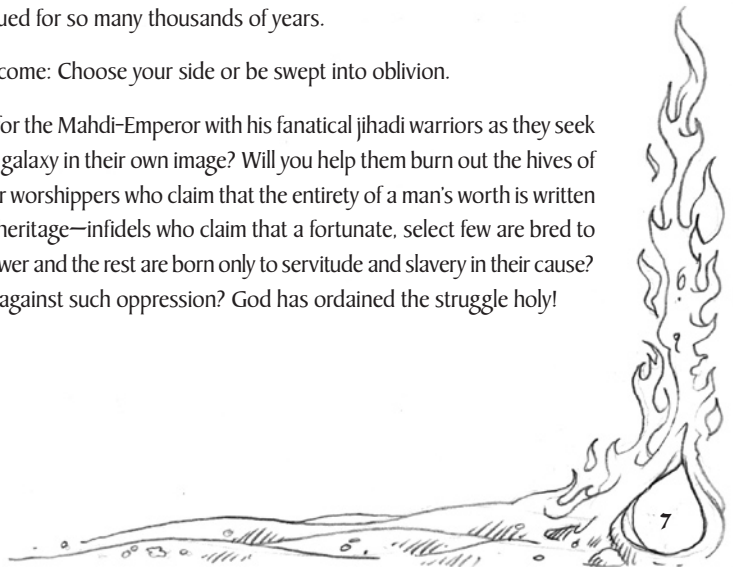 ued for so many thousands of years.
come: Choose your side or be swept into oblivion.
for the Mahdi-Emperor with his fanatical jihadi warriors as they seek
galaxy in their own image? Will you help them burn out the hives of
r worshippers who claim that the entirety of a man's worth is written
heritage—infidels who claim that a fortunate, select few are bred to
wer and the rest are born only to servitude and slavery in their cause?
against such oppression? God has ordained the struggle holy!
7